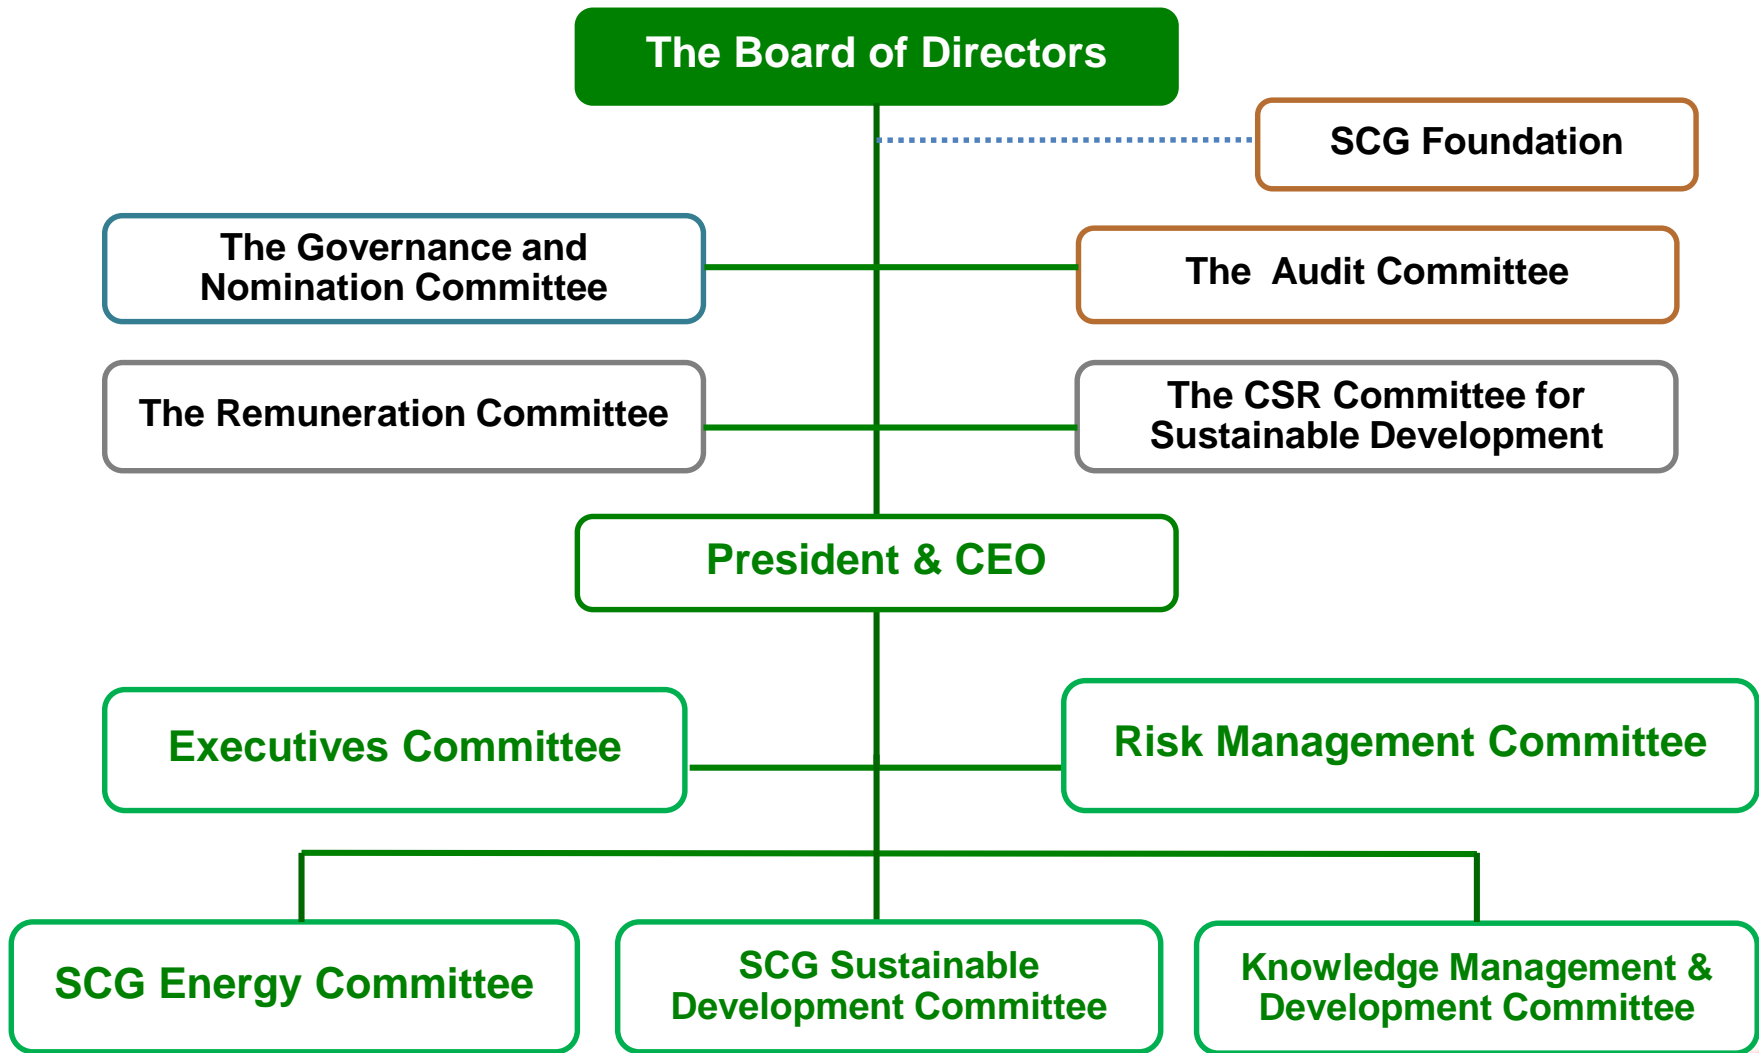 The Board of Directors
SCG Foundation
The Governance and
Nomination Committee
The Audit Committee
The Remuneration Committee
The CSR Committee for
Sustainable Development
President & CEO
Executives Committee
Risk Management Committee
SCG Energy Committee
SCG Sustainable
Development Committee
Knowledge Management &
Development Committee